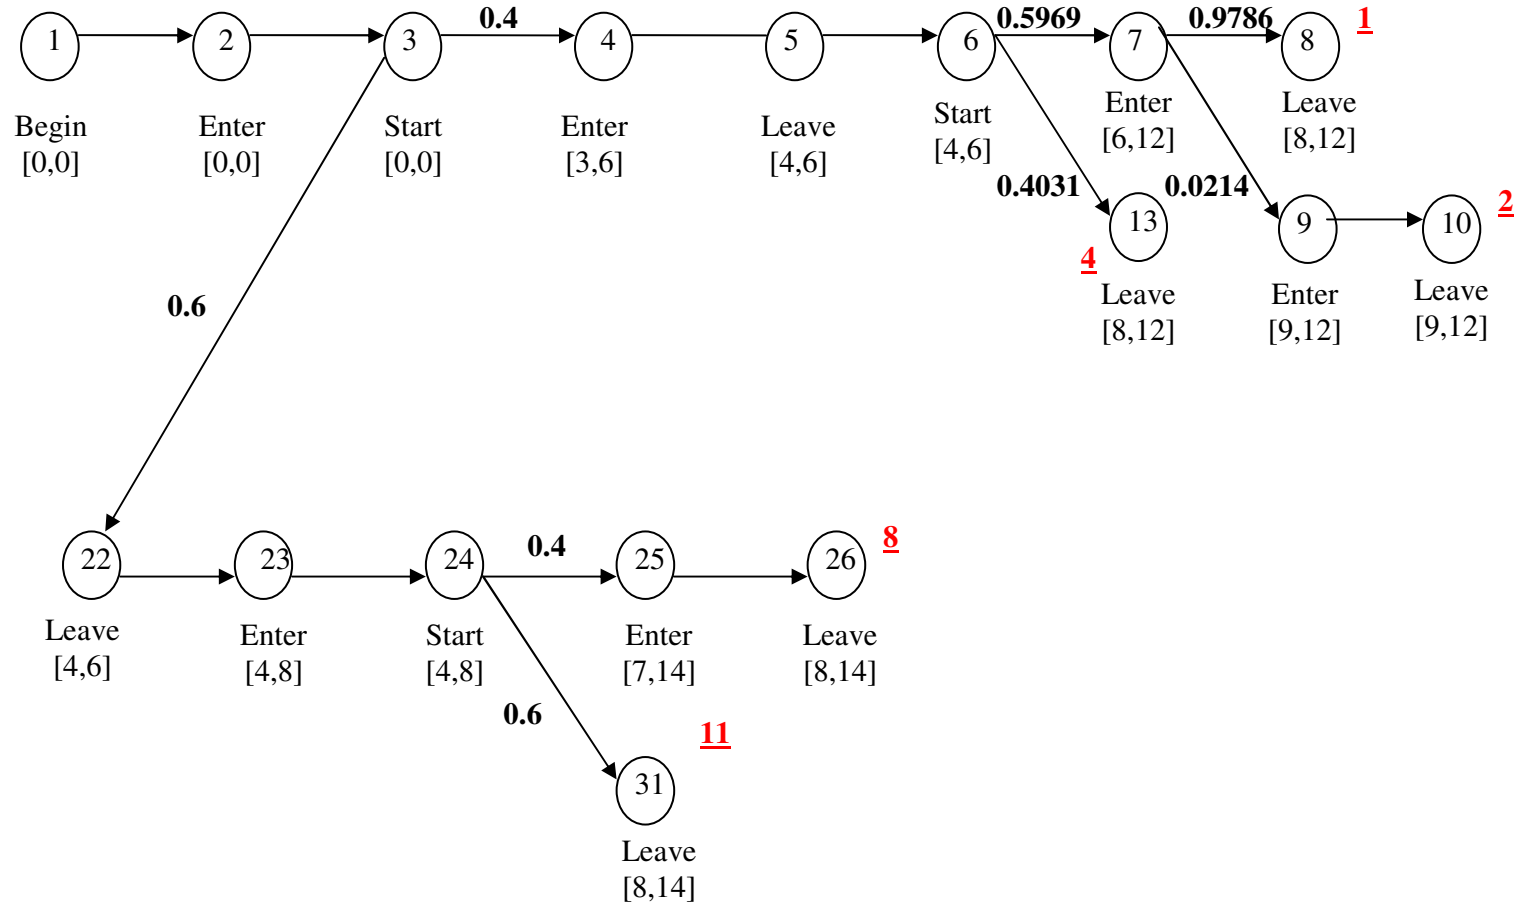 0.4
0.5969
0.9786
1
1
2
3
4
5
6
7
8
Begin
[0,0]
Enter
[0,0]
Start
[0,0]
Enter
[3,6]
Leave
[4,6]
Start
[4,6]
Enter
[6,12]
Leave
[8,12]
0.4031
0.0214
2
13
9
10
4
Leave
[8,12]
Enter
[9,12]
Leave
[9,12]
0.6
0.4
8
22
23
24
25
26
Leave
[4,6]
Enter
[4,8]
Start
[4,8]
Enter
[7,14]
Leave
[8,14]
0.6
11
31
Leave
[8,14]